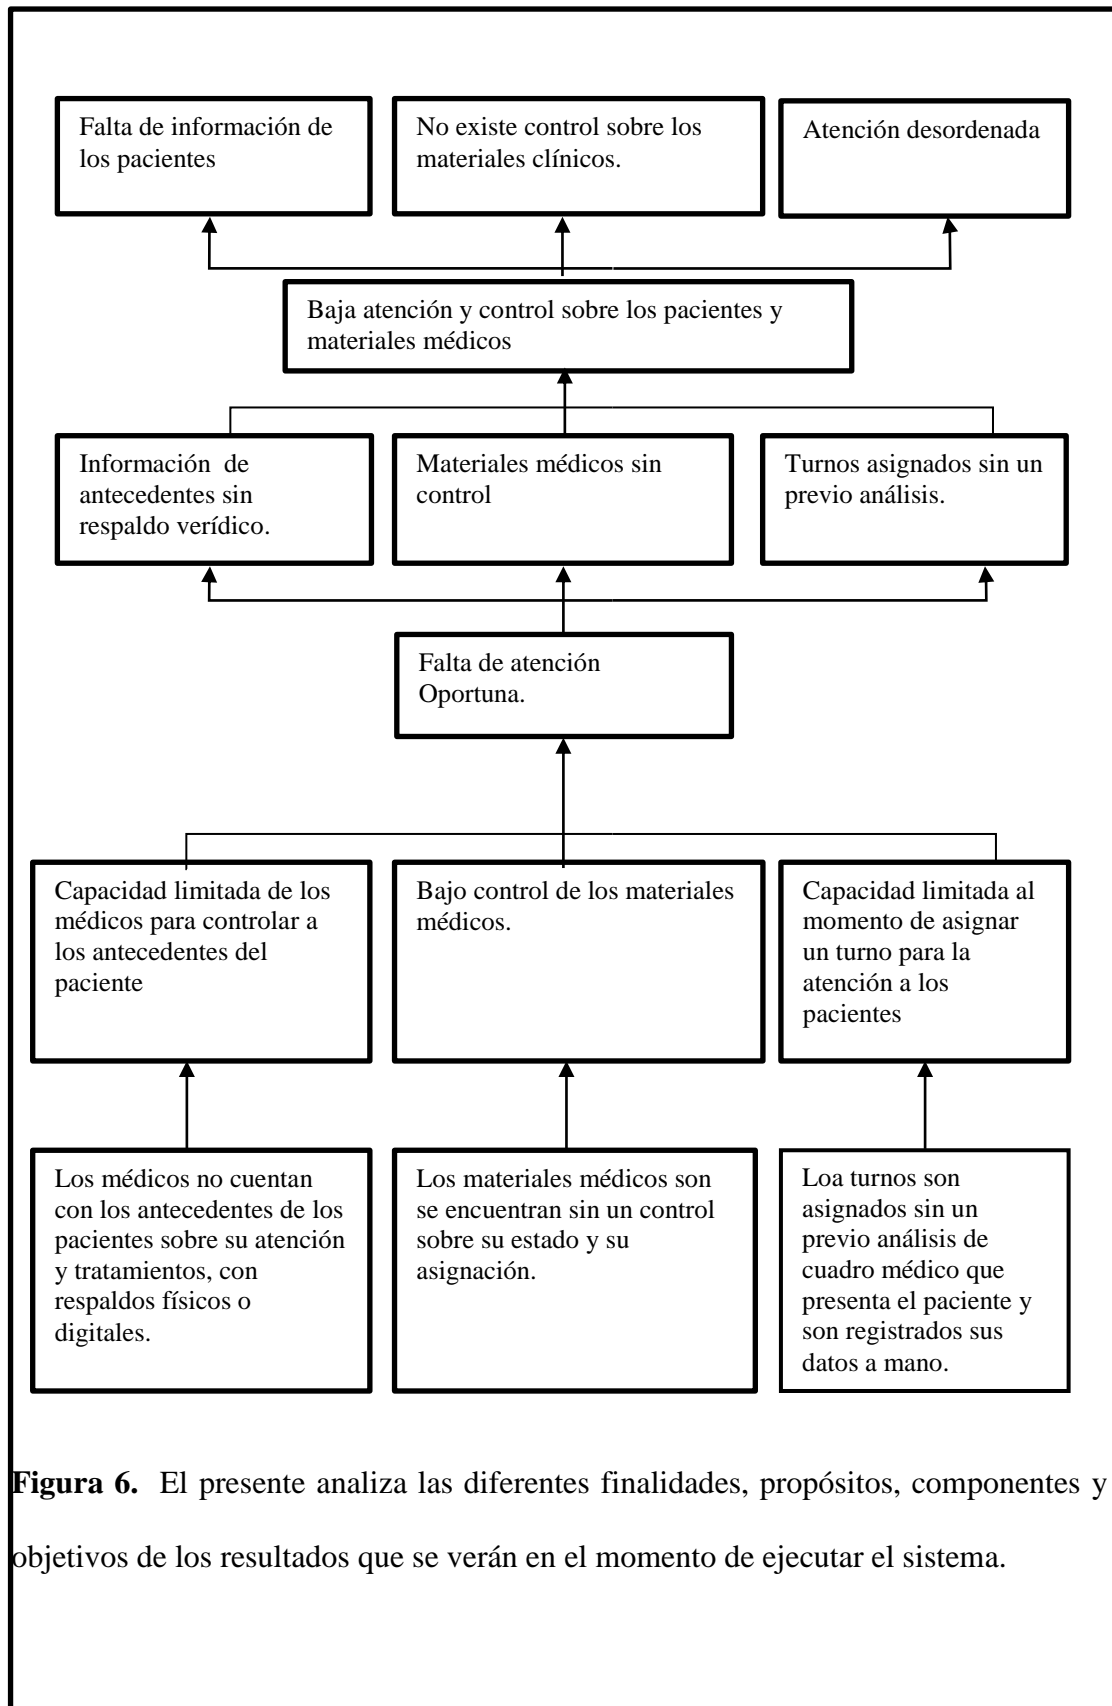 Falta de información de
los pacientes
No existe control sobre los
materiales clínicos.
Atención desordenada
Baja atención y control sobre los pacientes y
materiales médicos
Información de
antecedentes sin
respaldo verídico.
Materiales médicos sin
control
Turnos asignados sin un
previo análisis.
Falta de atención
Oportuna.
Capacidad limitada de los
médicos para controlar a
los antecedentes del
paciente
Bajo control de los materiales
médicos.
Capacidad limitada al
momento de asignar
un turno para la
atención a los
pacientes
Los médicos no cuentan
con los antecedentes de los
pacientes sobre su atención
y tratamientos, con
respaldos físicos o
digitales.
Los materiales médicos son
se encuentran sin un control
sobre su estado y su
asignación.
Loa turnos son
asignados sin un
previo análisis de
cuadro médico que
presenta el paciente y
son registrados sus
datos a mano.
Figura 6. El presente analiza las diferentes finalidades, propósitos, componentes y
objetivos de los resultados que se verán en el momento de ejecutar el sistema.